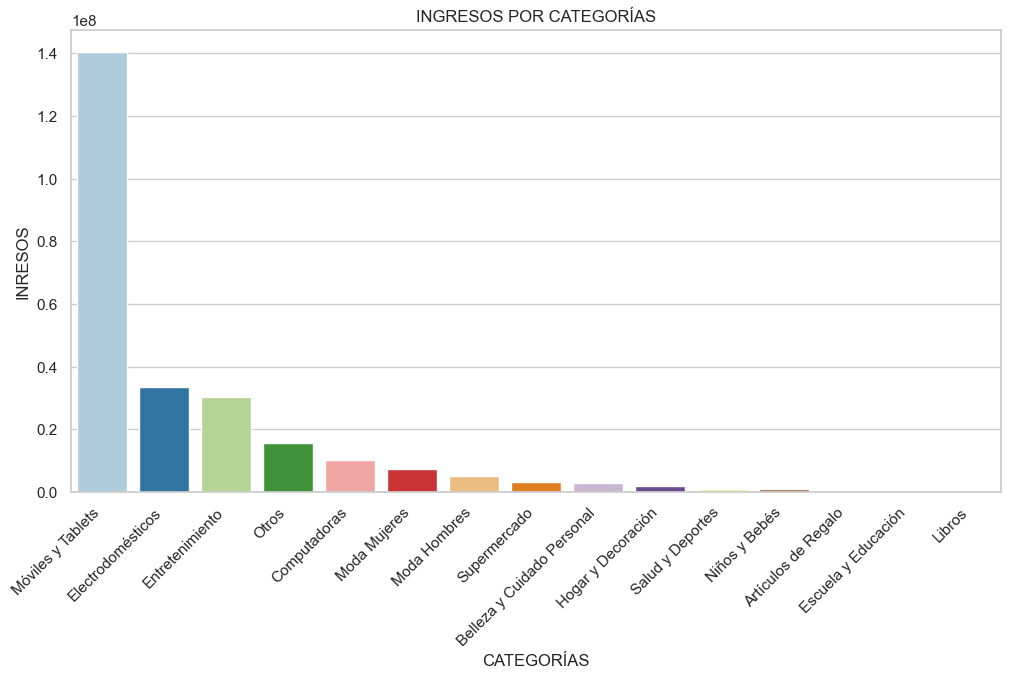 INGRESOS POR CATEGORÍAS
1e8
1.4
1.2
1.0
0.8
0.6
0.4
0.2
0.0
INRESOS
Móviles y Tablets
Electrodomésticos
Entretenimiento
Otros
Computadoras
Moda Mujeres
Moda Hombres
Supermercado
Belleza y Cuidado Personal
Hogar y Decoración
Salud y Deportes
Niños y Bebés
Artículos de Regalo
Escuela y Educación
Libros
CATEGORÍAS